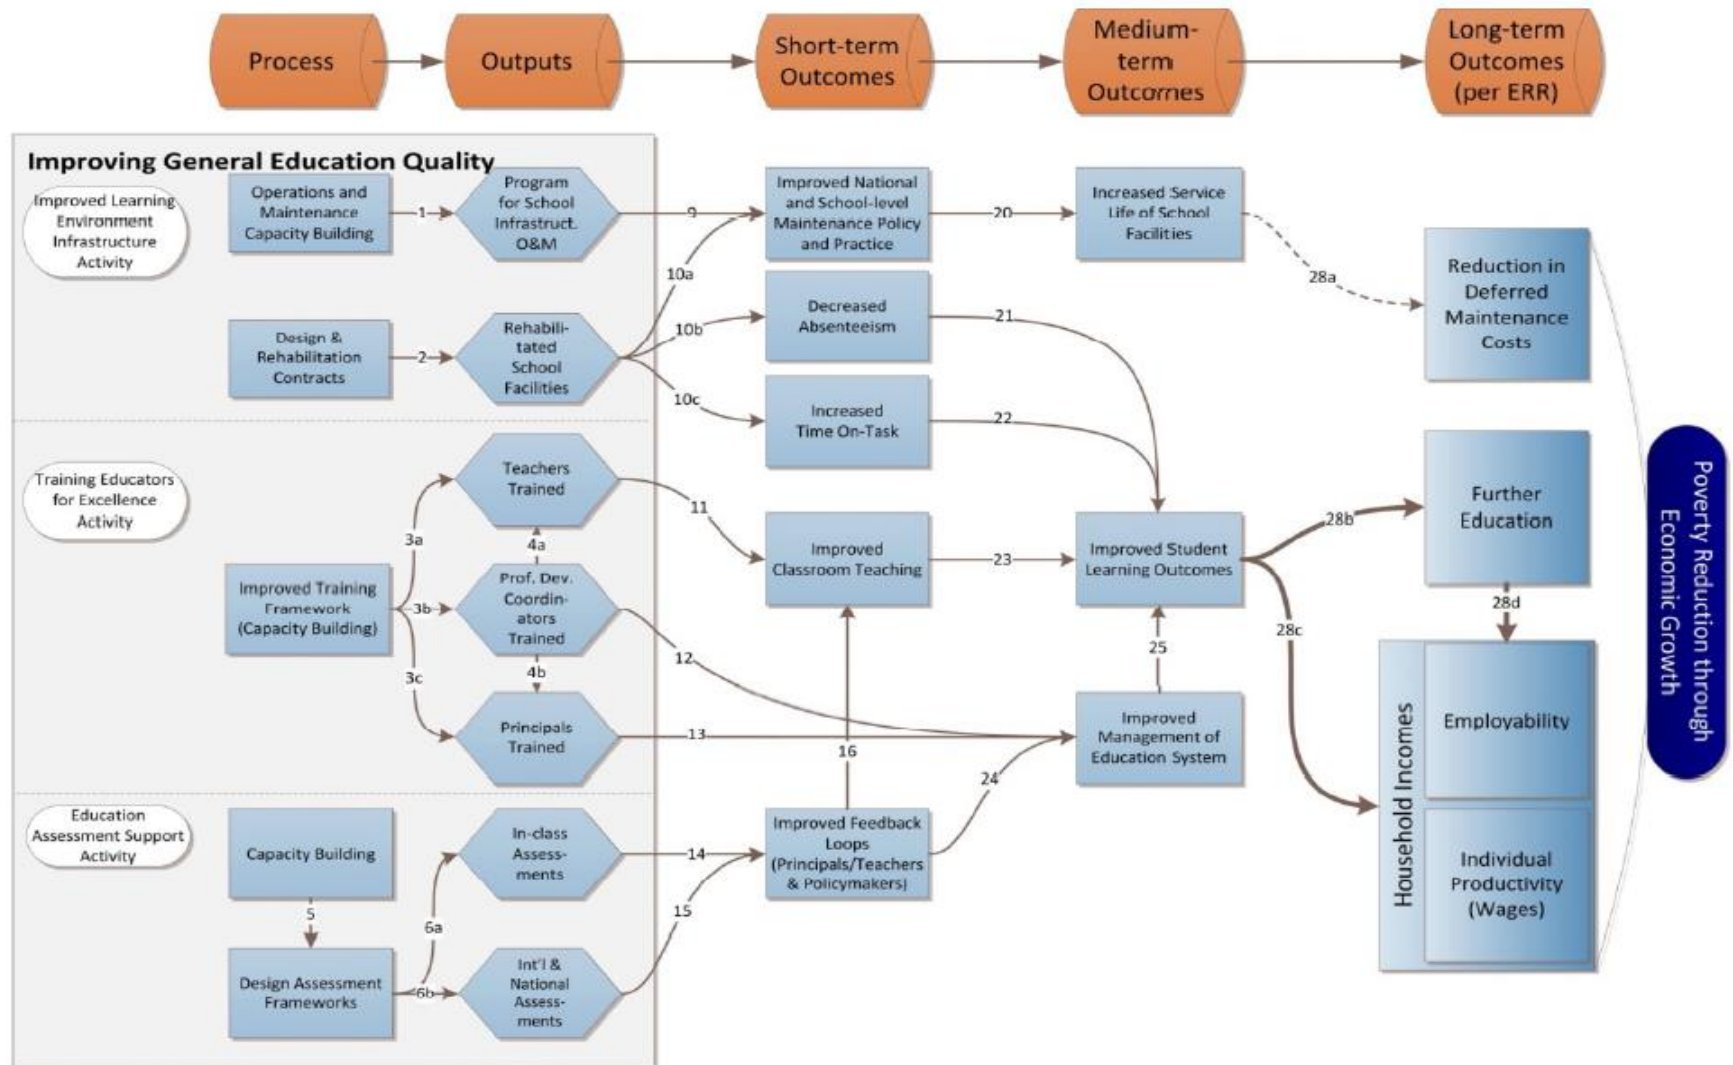 Process
Outputs
Short-term
Outcomes
Medium-
term
Outcomes
Long-term
Outcomes
(per ERR)
Improving General Education Quality
Improved Learning
Environment
Infrastructure
Activity
Operations and
Maintenance
Capacity Building
1
Program
for School
Infrastruct.
O&M
9
Improved National
and School-level
Maintenance Policy
and Practice
20
Increased Service
Life of School
Facilities
28a
Reduction in
Deferred
Maintenance
Costs
Design &
Rehabilitation
Contracts
2
Rehabili-
tated
School
Facilities
10a
10b
10c
Decreased
Absenteeism
21
Increased
Time On-Task
22
Training Educators
for Excellence
Activity
Improved Training
Framework
(Capacity Building)
3a
3b
3c
Teachers
Trained
4a
Prof. Dev.
Coordin-
ators
Trained
4b
Principals
Trained
11
12
13
Improved
Classroom Teaching
23
Improved Student
Learning Outcomes
25
Improved
Management of
Education System
28b
28c
Further
Education
28d
Household Incomes
Employability
Individual
Productivity
(Wages)
Poverty Reduction through
Economic Growth
Education
Assessment Support
Activity
Capacity Building
5
Design Assessment
Frameworks
6a
6b
In-class
Assess-
ments
Int'l &
National
Assess-
ments
14
15
16
Improved Feedback
Loops
(Principals/Teachers
& Policymakers)
24